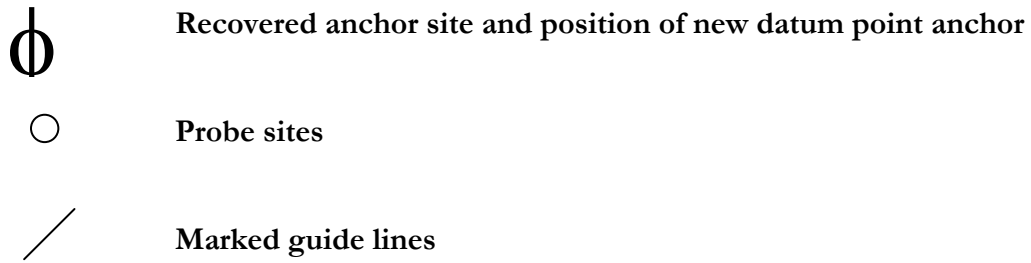 ϕ Recovered anchor site and position of new datum point anchor
Probe sites
Marked guide lines